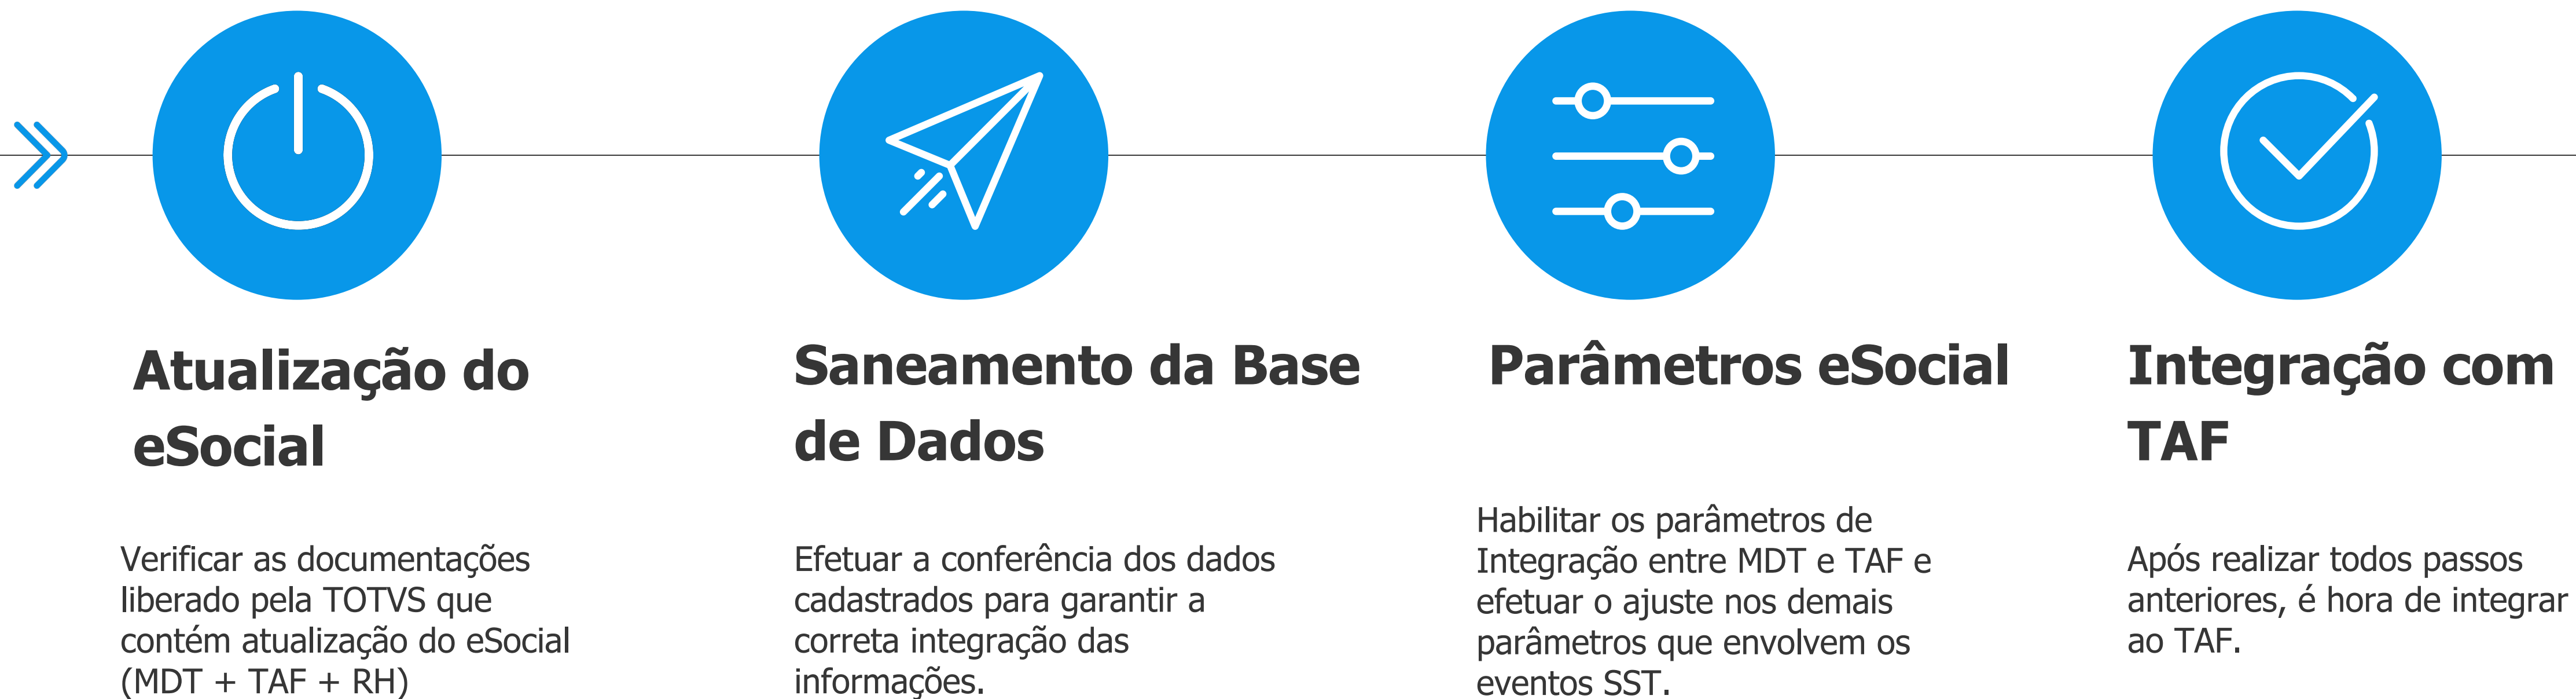 Atualização do
eSocial
Verificar as documentações
liberado pela TOTVS que
contém atualização do eSocial
(MDT + TAF + RH)
Saneamento da Base
de Dados
Efetuar a conferência dos dados
cadastrados para garantir a
correta integração das
informações.
Parâmetros eSocial
Habilitar os parâmetros de
Integração entre MDT e TAF e
efetuar o ajuste nos demais
parâmetros que envolvem os
eventos SST.
Integração com
TAF
Após realizar todos passos
anteriores, é hora de integrar
ao TAF.